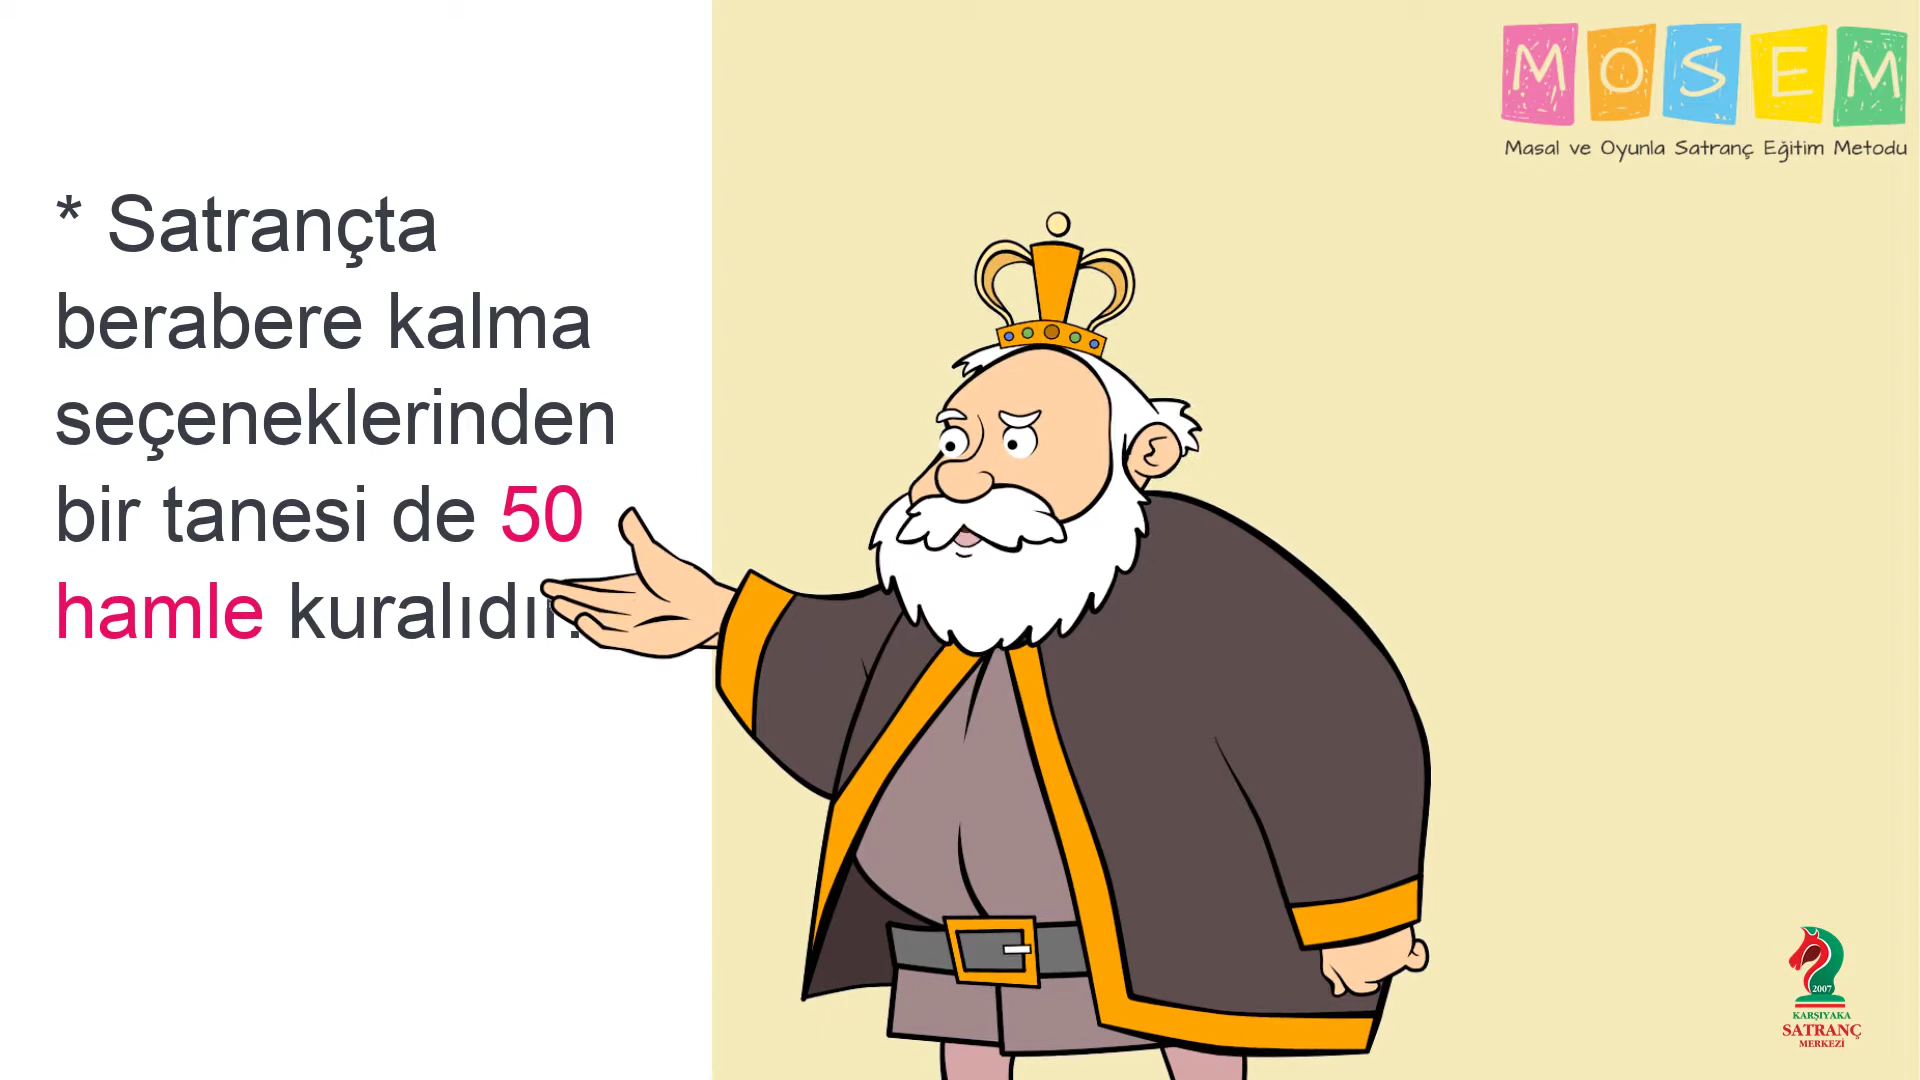 MOSEM
Masal ve Oyunla Satranç Eğitim Metodu
* Satrançta
berabere kalma
seçeneklerinden
bir tanesi de 50
hamle kuralıdır.
2007
KARŞIYAKA
SATRANÇ
MERKEZİ